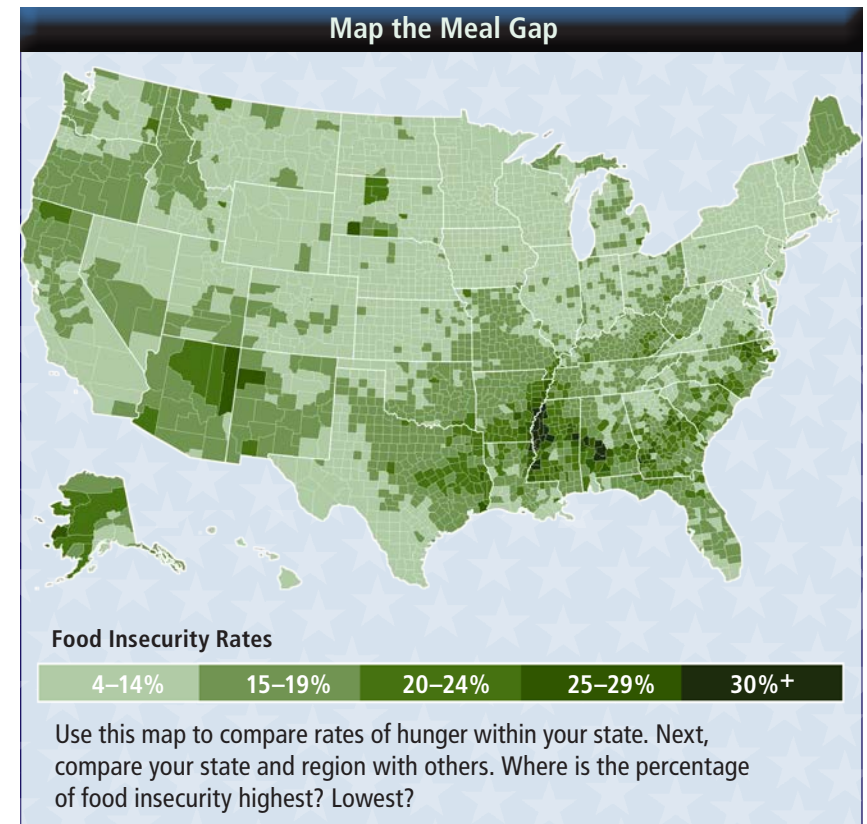 Map the Meal Gap
Food Insecurity Rates
4–14% 15–19% 20–24% 25–29% 30%+
Use this map to compare rates of hunger within your state. Next,
compare your state and region with others. Where is the percentage
of food insecurity highest? Lowest?